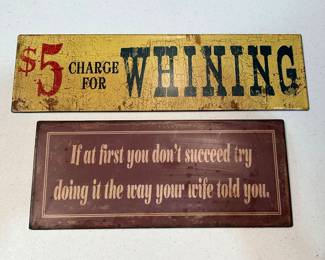 $5 CHARGE FOR WHINING
If at first you don't succeed try
doing it the way your wife told you.